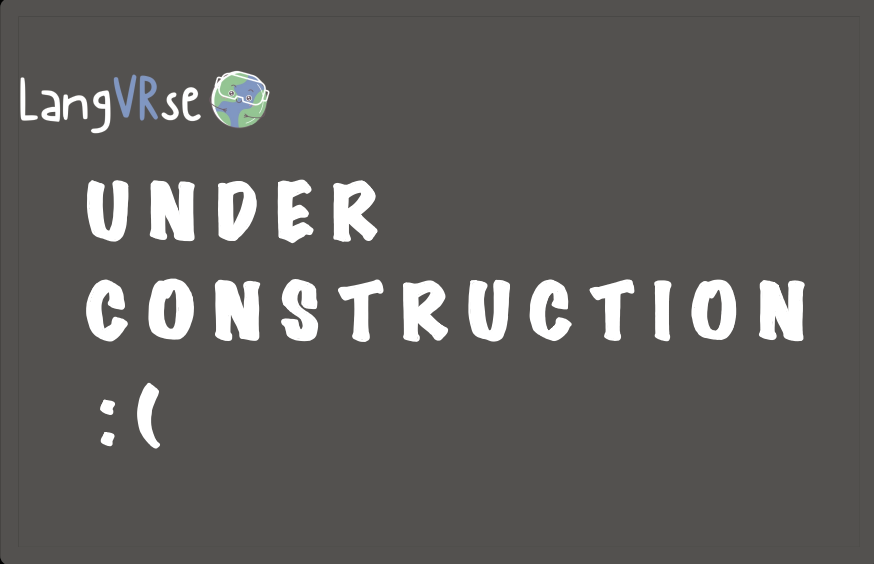 LangVRse
UNDER
CONSTRUCTION
:(